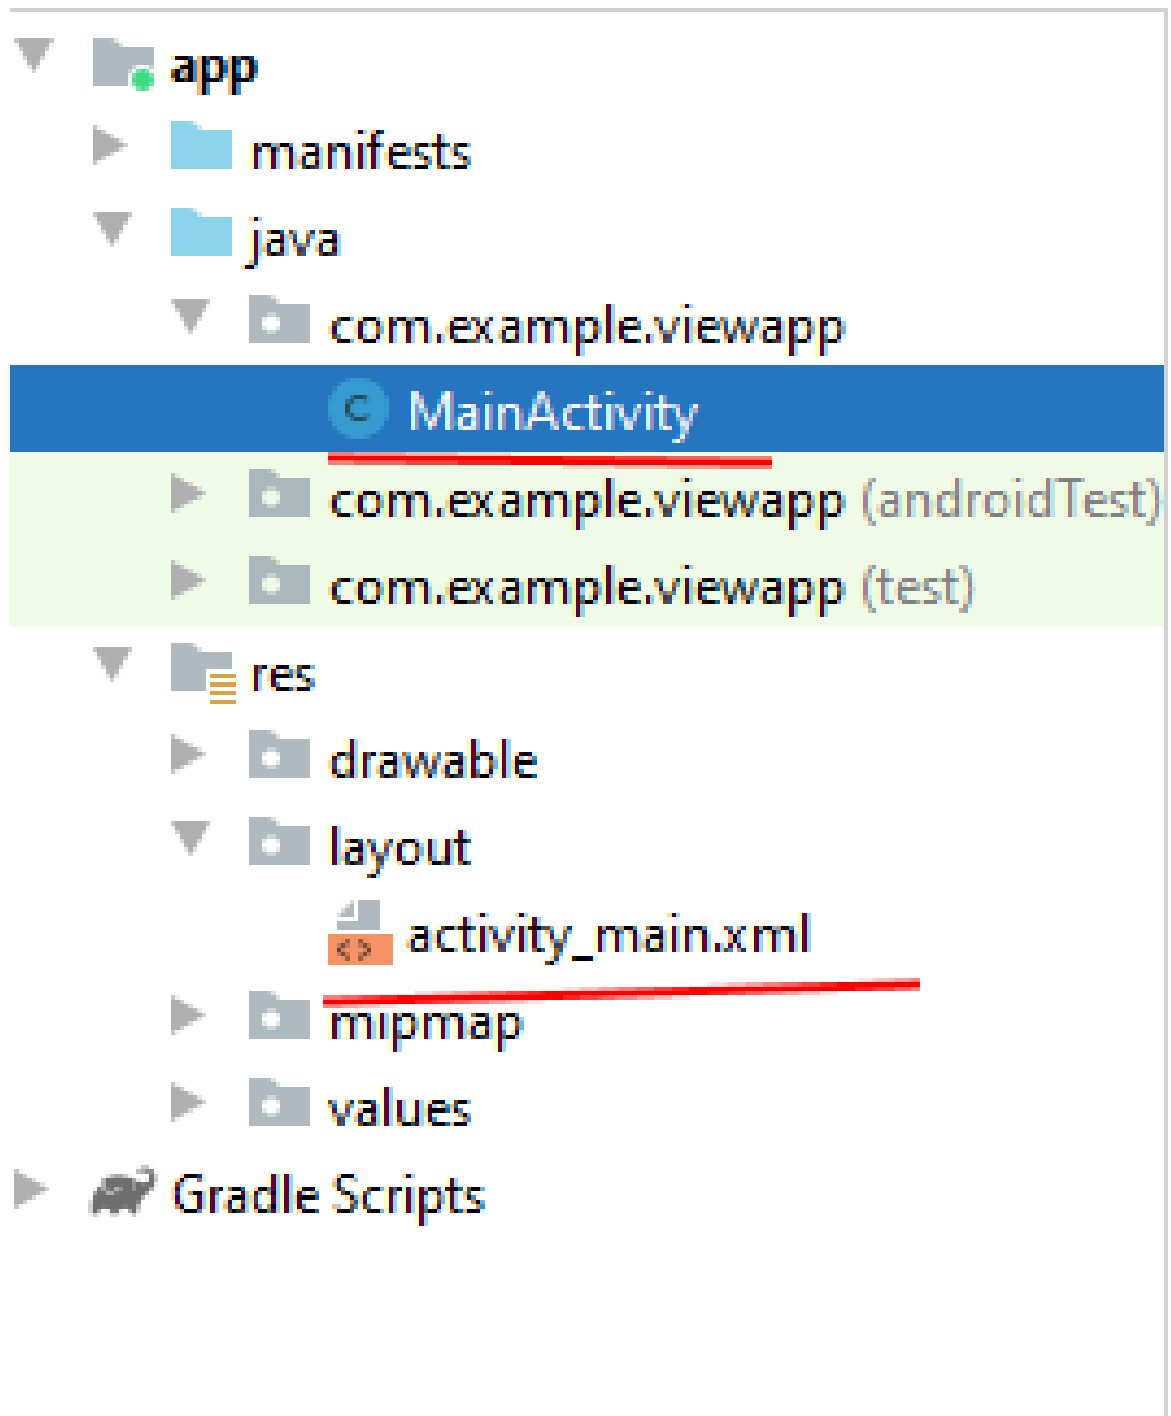 app
manifests
java
com.example.viewapp
C MainActivity
com.example.viewapp (androidTest)
com.example.viewapp (test)
res
drawable
layout
<> activity_main.xml
mipmap
values
Gradle Scripts